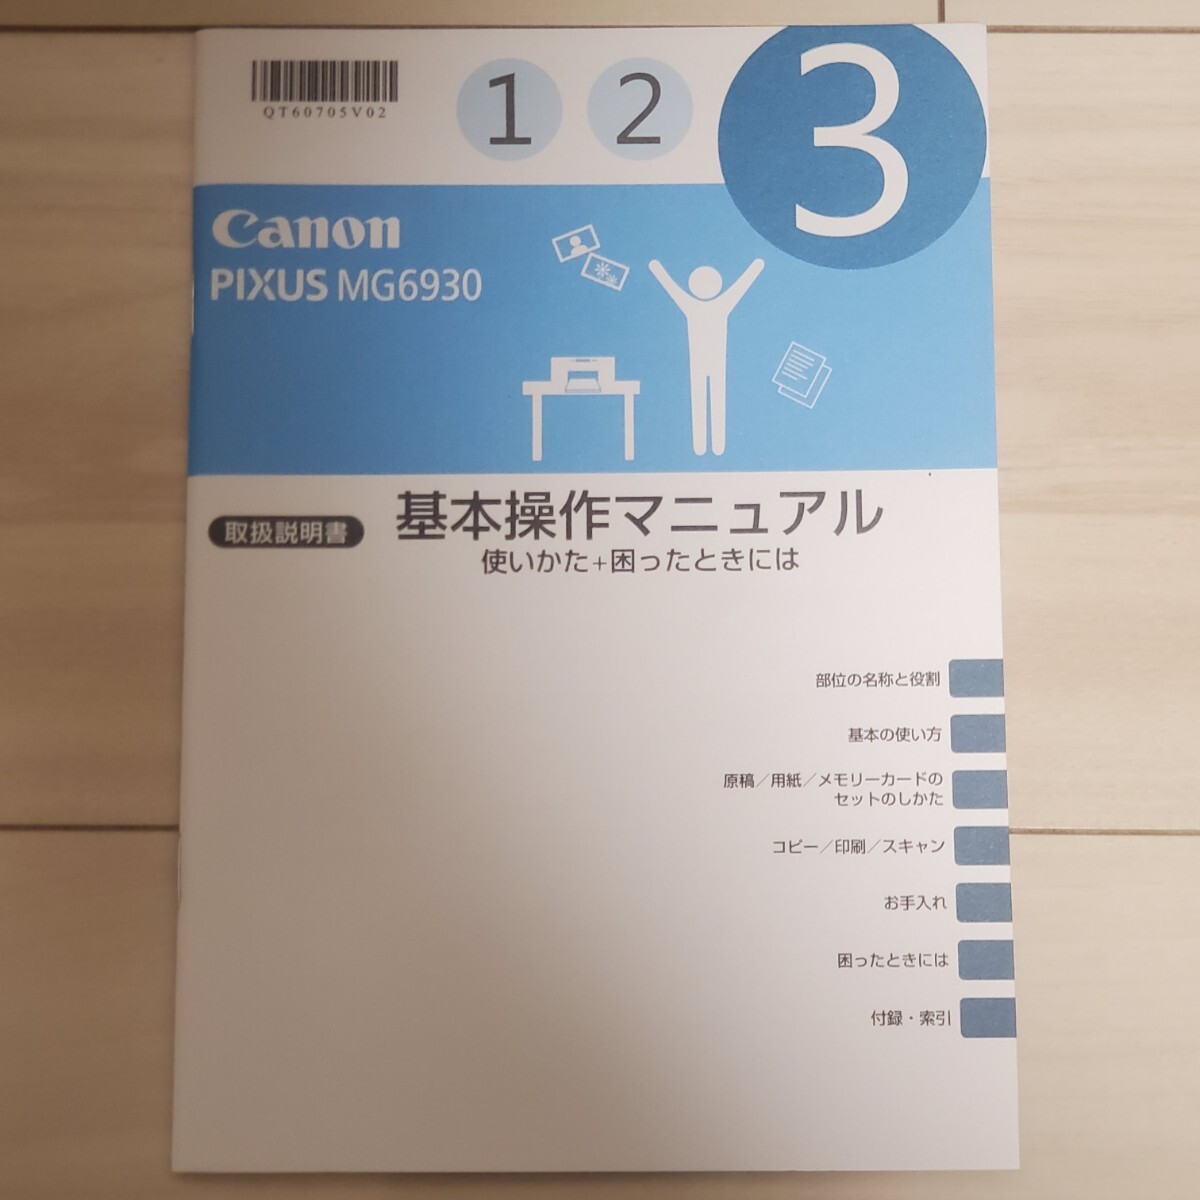 QT60705V02
1 2 3
Canon
PIXUS MG6930
取扱説明書
基本操作マニュアル
使いかた+困ったときには
部位の名称と役割
基本の使い方
原稿／用紙／メモリーカードの
セットのしかた
コピー／印刷／スキャン
お手入れ
困ったときには
付録・索引